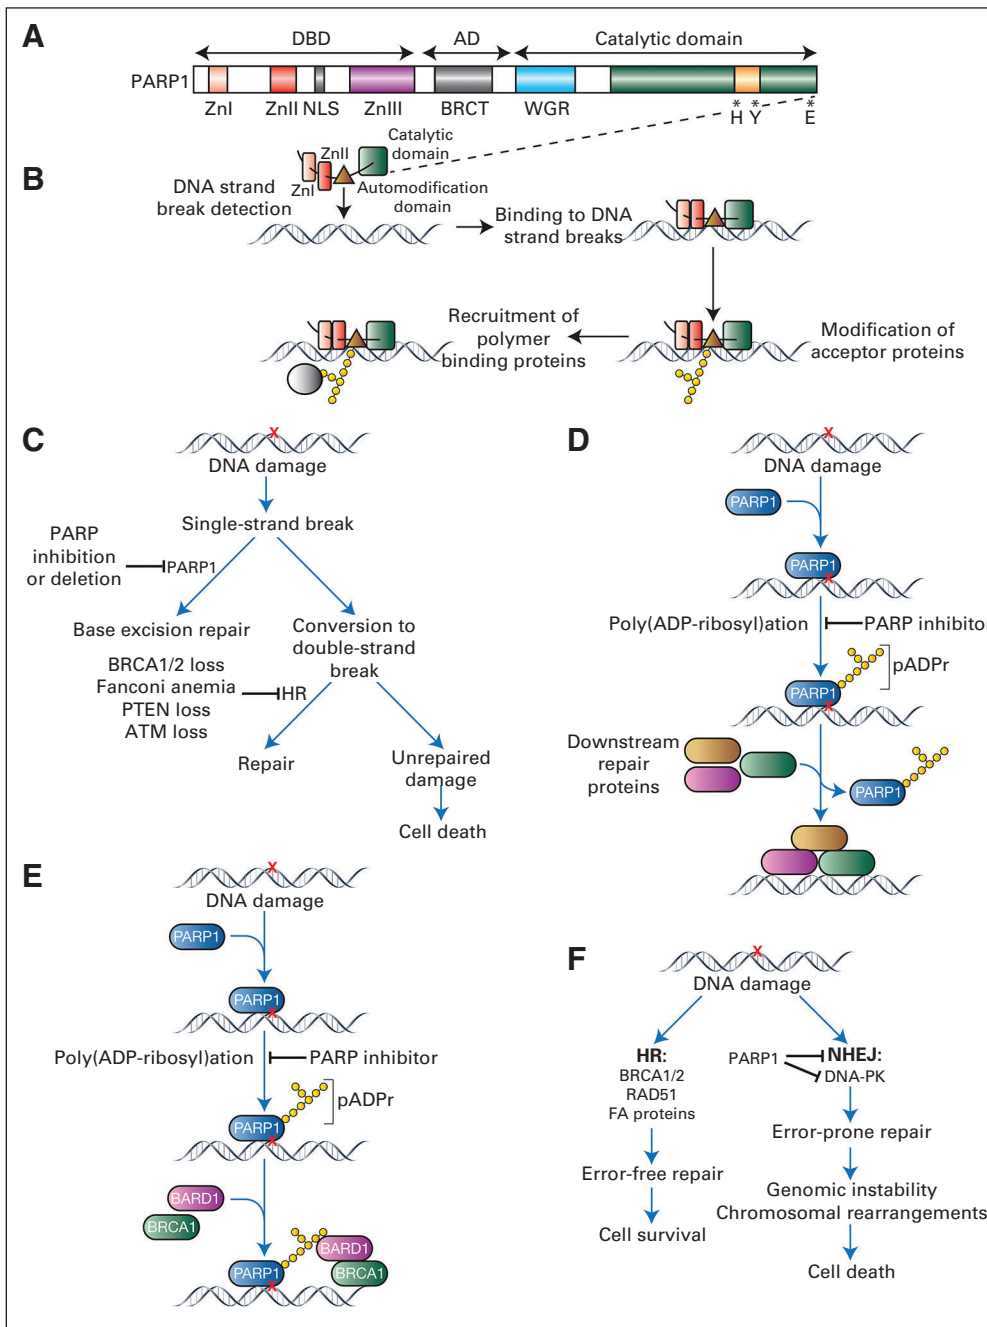 A
DBD
AD
Catalytic domain
PARP1
ZnI
ZnII
NLS
ZnIII
BRCT
WGR
* * *
H Y E
B
ZnI
ZnII
Catalytic
domain
Automodification
domain
DNA strand
break detection
Binding to DNA
strand breaks
Modification of
acceptor proteins
Recruitment of
polymer
binding proteins
C
X
DNA damage
Single-strand break
PARP
inhibition
or deletion
PARP1
Base excision repair
Conversion to
double-strand
break
BRCA1/2 loss
Fanconi anemia
PTEN loss
ATM loss
HR
Repair
Unrepaired
damage
Cell death
D
X
DNA damage
PARP1
PARP1
X
Poly(ADP-ribosyl)ation
PARP inhibitor
pADPr
PARP1
X
Downstream
repair
proteins
PARP1
E
X
DNA damage
PARP1
PARP1
X
Poly(ADP-ribosyl)ation
PARP inhibitor
pADPr
PARP1
X
BARD1
BRCA1
PARP1
X
BARD1
BRCA1
F
X
DNA damage
HR:
BRCA1/2
RAD51
FA proteins
Error-free repair
Cell survival
PARP1
NHEJ:
DNA-PK
Error-prone repair
Genomic instability
Chromosomal rearrangements
Cell death